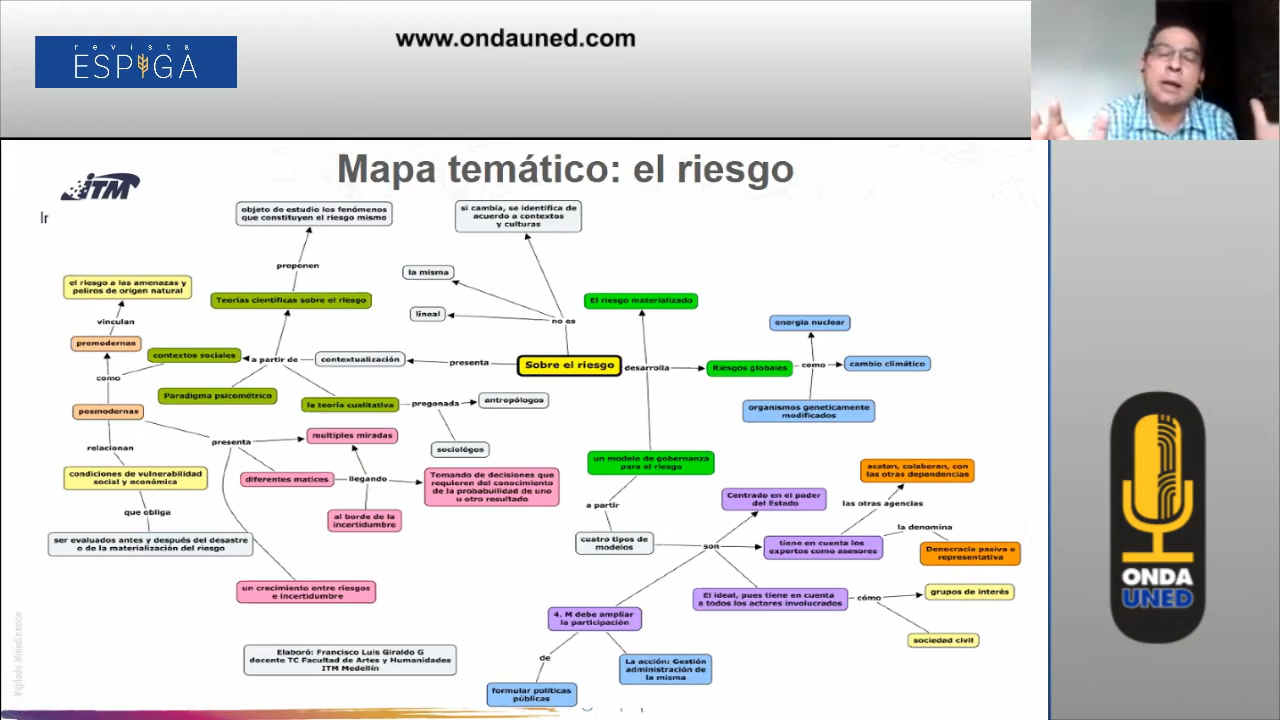 www.ondauned.com
revista
ESPIGA
Mapa temático: el riesgo
iTM
Ir
objeto de estudio los fenómenos
que constituyen el riesgo mismo
si cambia, se identifica de
acuerdo a contextos
y culturas
proponen
la misma
el riesgo a las amenazas y
peliros de origen natural
Teorías científicas sobre el riesgo
El riesgo materializado
lineal
no es
vinculan
energía nuclear
premodernas
contextos sociales
a partir de
contextualización
presenta
Sobre el riesgo
desarrolla
Riesgos globales
como
cambio climático
como
Paradigma psicométrico
la teoría cualitativa
pregonada
antropólogos
organismos geneticamente
modificados
posmodernas
presenta
multiples miradas
sociológos
relacionan
un modelo de gobernanza
para el riesgo
condiciones de vulnerabilidad
social y económica
diferentes matices
llegando
Tomando de decisiones que
requieren del conocimiento
de la probabuilidad de uno
u otro resultado
acatan, colaboran, con
las otras dependencias
Centrado en el poder
del Estado
las otras agencias
a partir
que obliga
al borde de la
incertidumbre
la denomina
ser evaluados antes y después del desastre
o de la materialización del riesgo
cuatro tipos de
modelos
son
tiene en cuenta los
expertos como asesores
Democracia pasiva o
representativa
un crecimiento entre riesgos
e incertidumbre
El ideal, pues tiene en cuenta
a todos los actores involucrados
cómo
grupos de interés
4. M debe ampliar
la participación
sociedad civil
Elaboró: Francisco Luis Giraldo G
docente TC Facultad de Artes y Humanidades
ITM Medellín
de
La acción: Gestión
administración de
la misma
formular políticas
públicas
Vigilada Mineducación
ONDA
UNED